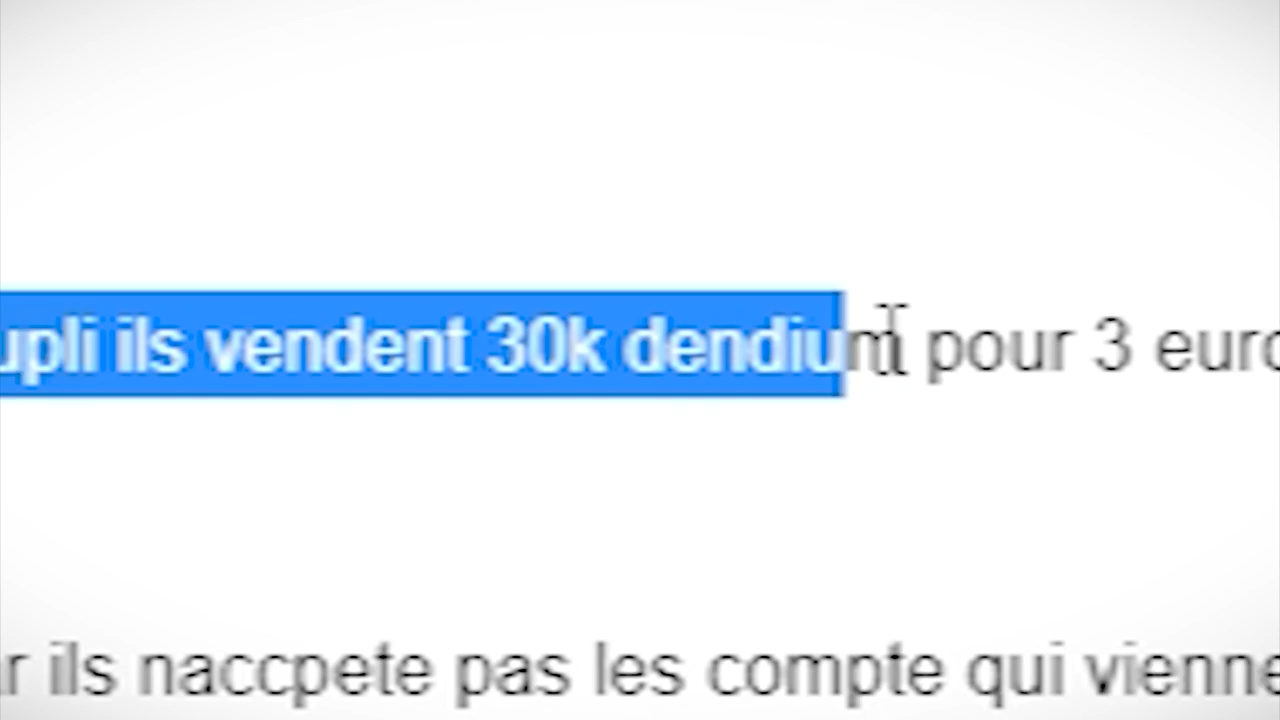 upli ils vendent 30k dendium pour 3 euro
r ils naccpete pas les compte qui vienne